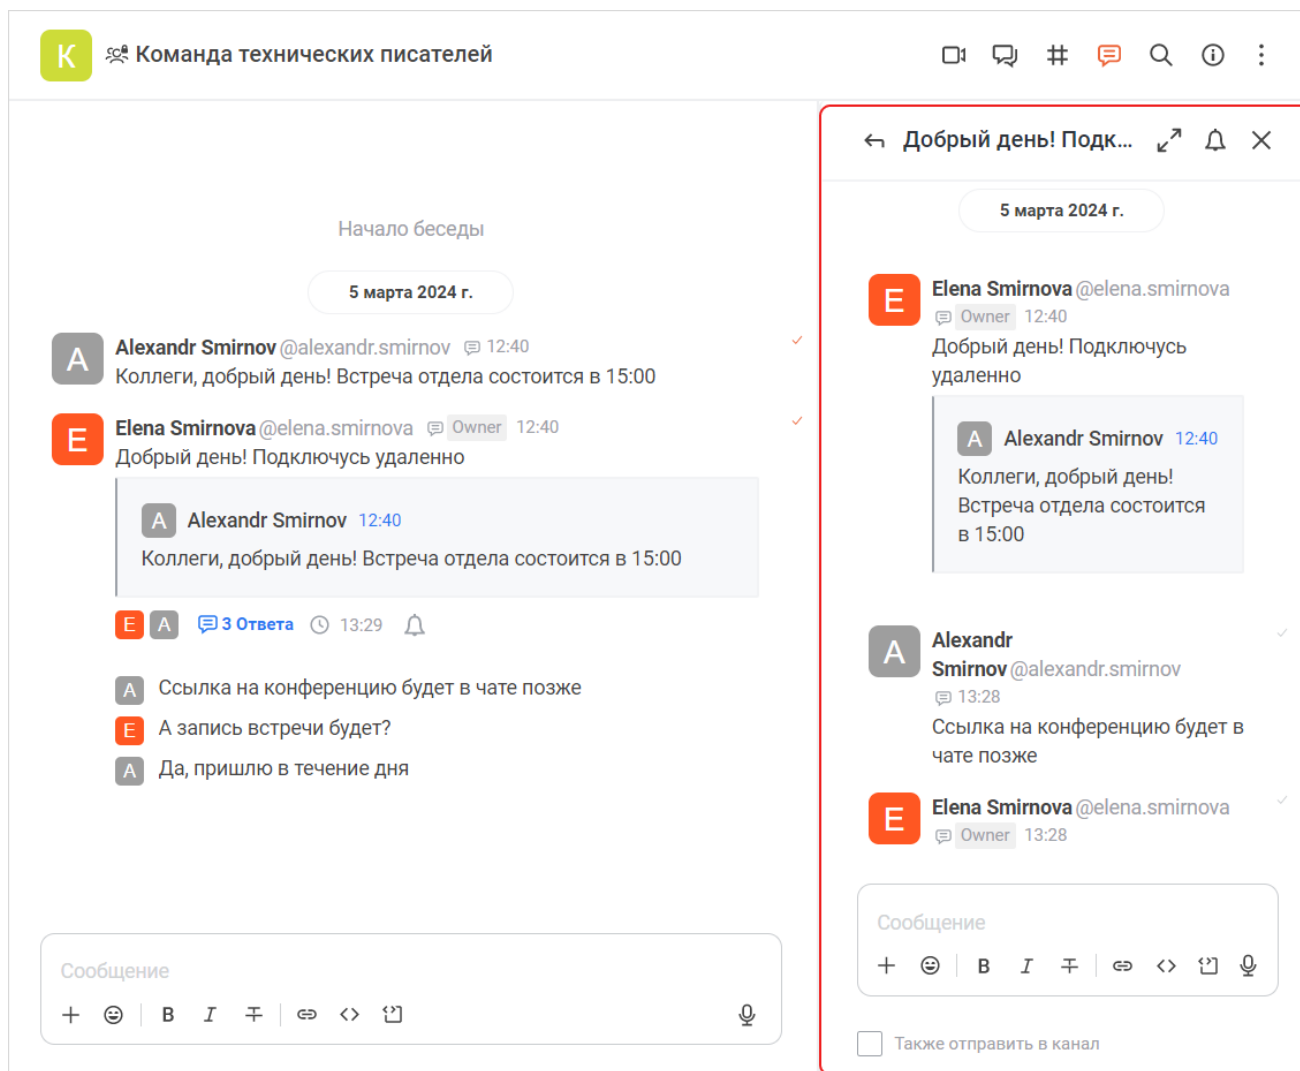 К
Команда технических писателей
Начало беседы
5 марта 2024 г.
A
Alexandr Smirnov @alexandr.smirnov 12:40
Коллеги, добрый день! Встреча отдела состоится в 15:00
E
Elena Smirnova @elena.smirnova Owner 12:40
Добрый день! Подключусь удаленно
A Alexandr Smirnov 12:40
Коллеги, добрый день! Встреча отдела состоится в 15:00
E A 3 Ответа 13:29
A Ссылка на конференцию будет в чате позже
E А запись встречи будет?
A Да, пришлю в течение дня
Сообщение
B I T
Добрый день! Подк...
5 марта 2024 г.
E
Elena Smirnova @elena.smirnova
Owner 12:40
Добрый день! Подключусь
удаленно
A Alexandr Smirnov 12:40
Коллеги, добрый день!
Встреча отдела состоится
в 15:00
A
Alexandr
Smirnov @alexandr.smirnov
13:28
Ссылка на конференцию будет в
чате позже
E
Elena Smirnova @elena.smirnova
Owner 13:28
Сообщение
B I T
Также отправить в канал